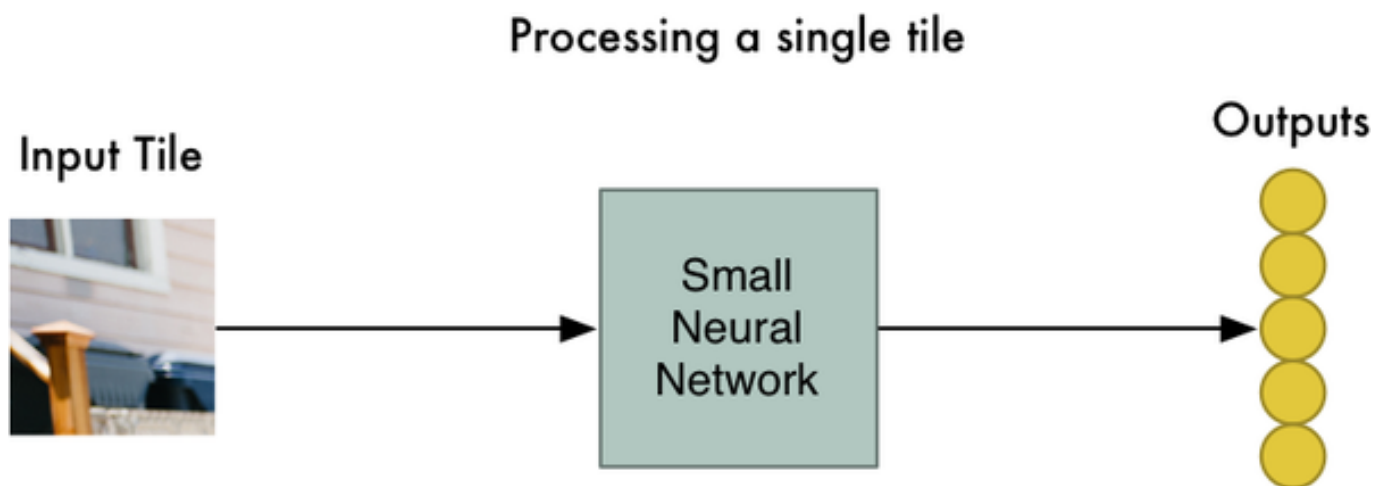 Processing a single tile
Input Tile
Outputs
Small
Neural
Network